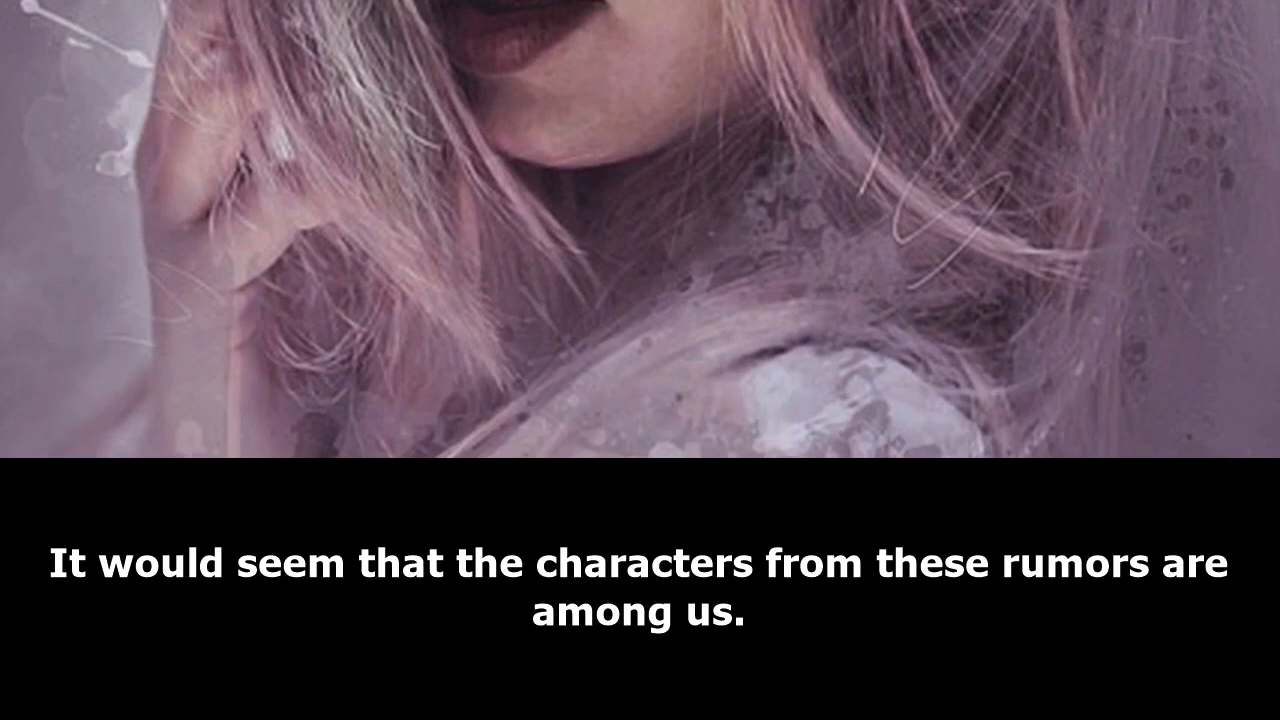 It would seem that the characters from these rumors are
among us.